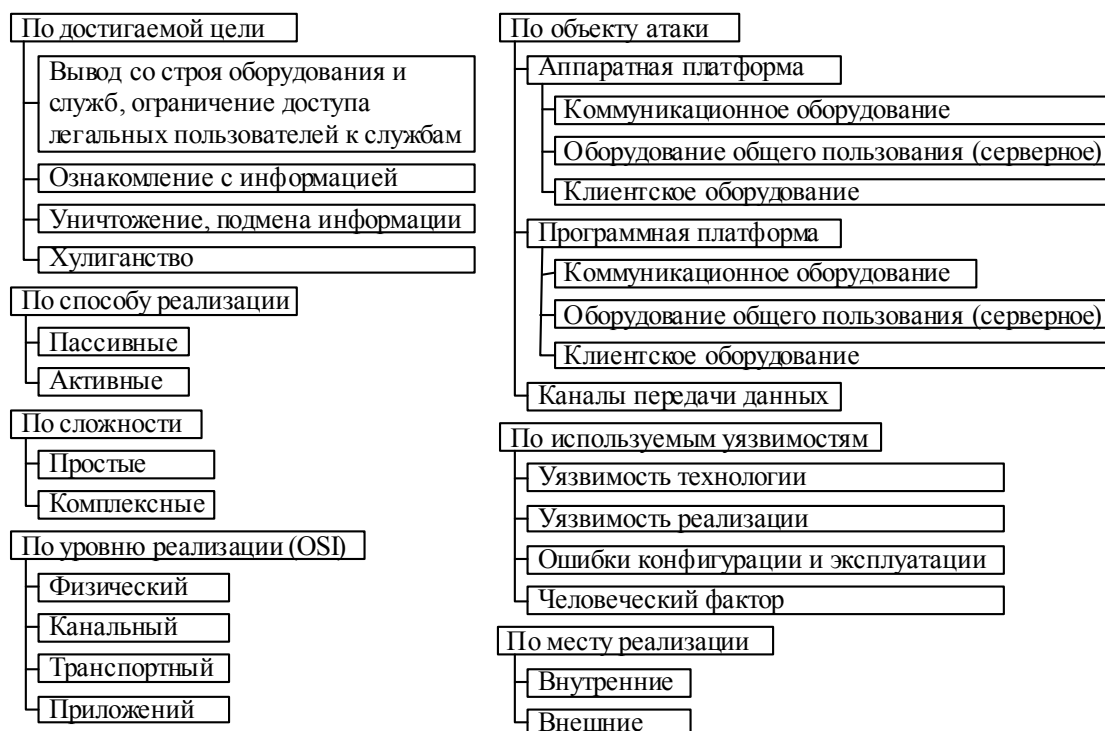 По достигаемой цели
Вывод со строя оборудования и
служб, ограничение доступа
легальных пользователей к службам
Ознакомление с информацией
Уничтожение, подмена информации
Хулиганство
По способу реализации
Пассивные
Активные
По сложности
Простые
Комплексные
По уровню реализации (OSI)
Физический
Канальный
Транспортный
Приложений
По объекту атаки
Аппаратная платформа
Коммуникационное оборудование
Оборудование общего пользования (серверное)
Клиентское оборудование
Программная платформа
Коммуникационное оборудование
Оборудование общего пользования (серверное)
Клиентское оборудование
Каналы передачи данных
По используемым уязвимостям
Уязвимость технологии
Уязвимость реализации
Ошибки конфигурации и эксплуатации
Человеческий фактор
По месту реализации
Внутренние
Внешние